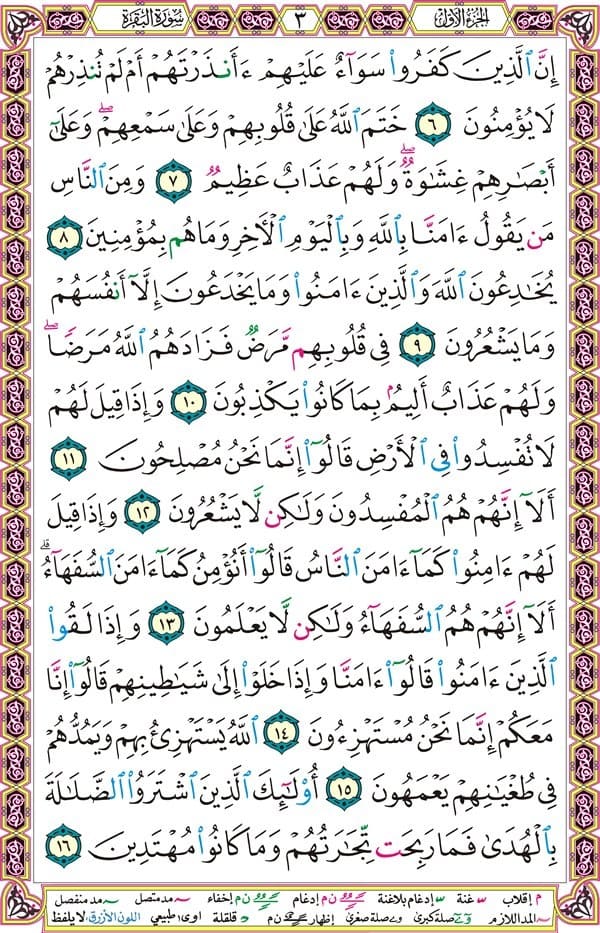 الجزء الأول ٣ سورة البقرة
إِنَّ ٱلَّذِينَ كَفَرُوا۟ سَوَآءٌ عَلَيْهِمْ ءَأَنذَرْتَهُمْ أَمْ لَمْ تُنذِرْهُمْ
لَا يُؤْمِنُونَ ٦ خَتَمَ ٱللَّهُ عَلَىٰ قُلُوبِهِمْ وَعَلَىٰ سَمْعِهِمْ ۖ وَعَلَىٰٓ
أَبْصَـٰرِهِمْ غِشَـٰوَةٌ ۖ وَلَهُمْ عَذَابٌ عَظِيمٌ ٧ وَمِنَ ٱلنَّاسِ
مَن يَقُولُ ءَامَنَّا بِٱللَّهِ وَبِٱلْيَوْمِ ٱلْـَٔاخِرِ وَمَا هُم بِمُؤْمِنِينَ ٨
يُخَـٰدِعُونَ ٱللَّهَ وَٱلَّذِينَ ءَامَنُوا۟ وَمَا يَخْدَعُونَ إِلَّآ أَنفُسَهُمْ
وَمَا يَشْعُرُونَ ٩ فِى قُلُوبِهِم مَّرَضٌ فَزَادَهُمُ ٱللَّهُ مَرَضًا ۖ
وَلَهُمْ عَذَابٌ أَلِيمٌۢ بِمَا كَانُوا۟ يَكْذِبُونَ ١٠ وَإِذَا قِيلَ لَهُمْ
لَا تُفْسِدُوا۟ فِى ٱلْأَرْضِ قَالُوٓا۟ إِنَّمَا نَحْنُ مُصْلِحُونَ ١١
أَلَآ إِنَّهُمْ هُمُ ٱلْمُفْسِدُونَ وَلَـٰكِن لَّا يَشْعُرُونَ ١٢ وَإِذَا قِيلَ
لَهُمْ ءَامِنُوا۟ كَمَآ ءَامَنَ ٱلنَّاسُ قَالُوٓا۟ أَنُؤْمِنُ كَمَآ ءَامَنَ ٱلسُّفَهَآءُ ۗ
أَلَآ إِنَّهُمْ هُمُ ٱلسُّفَهَآءُ وَلَـٰكِن لَّا يَعْلَمُونَ ١٣ وَإِذَا لَقُوا۟
ٱلَّذِينَ ءَامَنُوا۟ قَالُوٓا۟ ءَامَنَّا وَإِذَا خَلَوْا۟ إِلَىٰ شَيَـٰطِينِهِمْ قَالُوٓا۟ إِنَّا
مَعَكُمْ إِنَّمَا نَحْنُ مُسْتَهْزِءُونَ ١٤ ٱللَّهُ يَسْتَهْزِئُ بِهِمْ وَيَمُدُّهُمْ
فِى طُغْيَـٰنِهِمْ يَعْمَهُونَ ١٥ أُو۟لَـٰٓئِكَ ٱلَّذِينَ ٱشْتَرَوُا۟ ٱلضَّلَـٰلَةَ
بِٱلْهُدَىٰ فَمَا رَبِحَت تِّجَـٰرَتُهُمْ وَمَا كَانُوا۟ مُهْتَدِينَ ١٦
م إقلاب غنة إدغام بلاغنة ن م إدغام ن م إخفاء مد متصل مد منفصل
المد اللازم صلة كبرى صلة صغرى إظهار ن م قلقلة اوى طبيعي اللون الأزرق: لا يلفظ